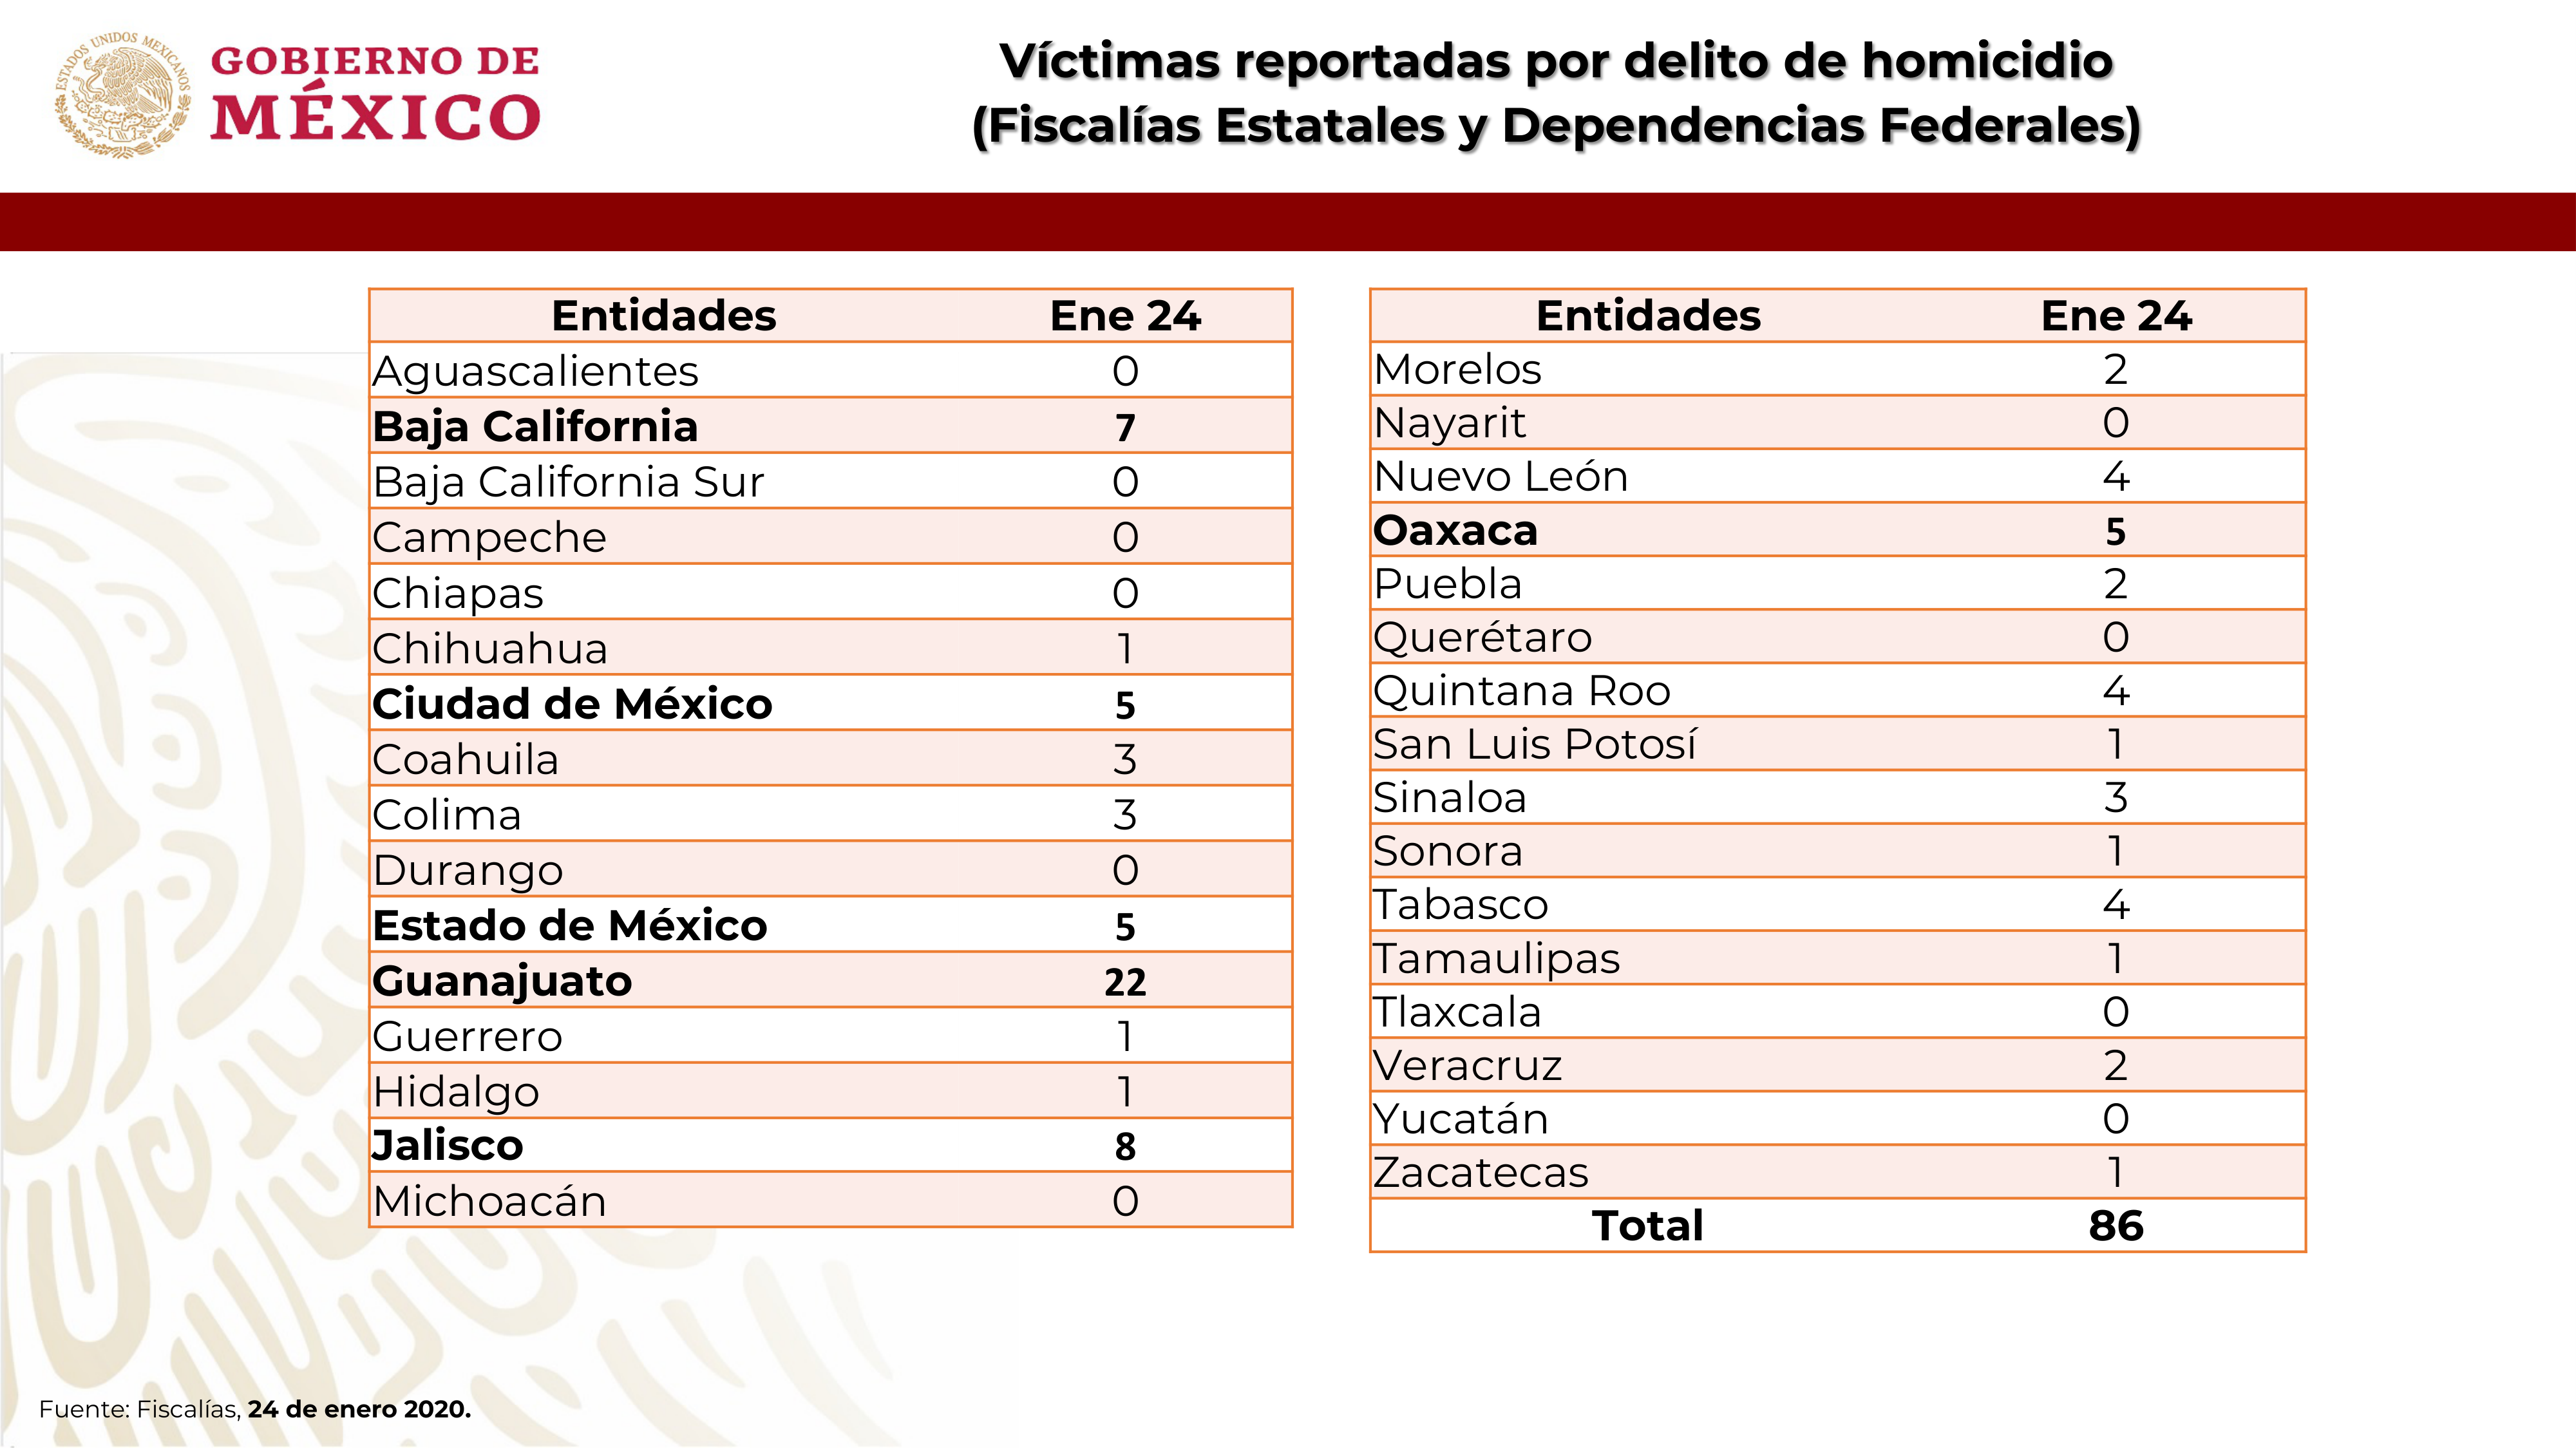 ESTADOS UNIDOS MEXICANOS
GOBIERNO DE
MÉXICO
Víctimas reportadas por delito de homicidio
(Fiscalías Estatales y Dependencias Federales)
Entidades Ene 24
Aguascalientes 0
Baja California 7
Baja California Sur 0
Campeche 0
Chiapas 0
Chihuahua 1
Ciudad de México 5
Coahuila 3
Colima 3
Durango 0
Estado de México 5
Guanajuato 22
Guerrero 1
Hidalgo 1
Jalisco 8
Michoacán 0
Entidades Ene 24
Morelos 2
Nayarit 0
Nuevo León 4
Oaxaca 5
Puebla 2
Querétaro 0
Quintana Roo 4
San Luis Potosí 1
Sinaloa 3
Sonora 1
Tabasco 4
Tamaulipas 1
Tlaxcala 0
Veracruz 2
Yucatán 0
Zacatecas 1
Total 86
Fuente: Fiscalías, 24 de enero 2020.